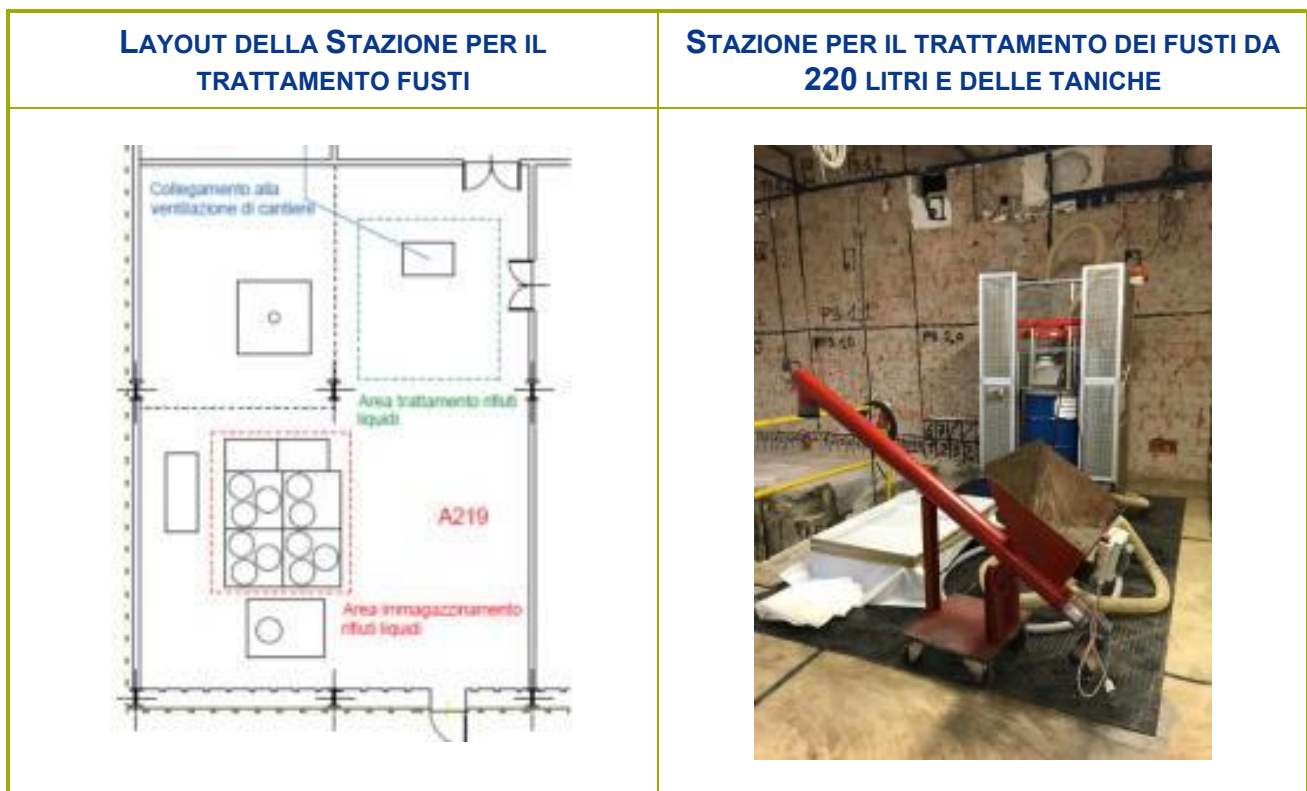 LAYOUT DELLA STAZIONE PER IL
TRATTAMENTO FUSTI
STAZIONE PER IL TRATTAMENTO DEI FUSTI DA
220 LITRI E DELLE TANICHE
Collegamento alla
ventilazione di cantiere
Area trattamento rifiuti
liquidi
A219
Area immagazzinamento
rifiuti liquidi